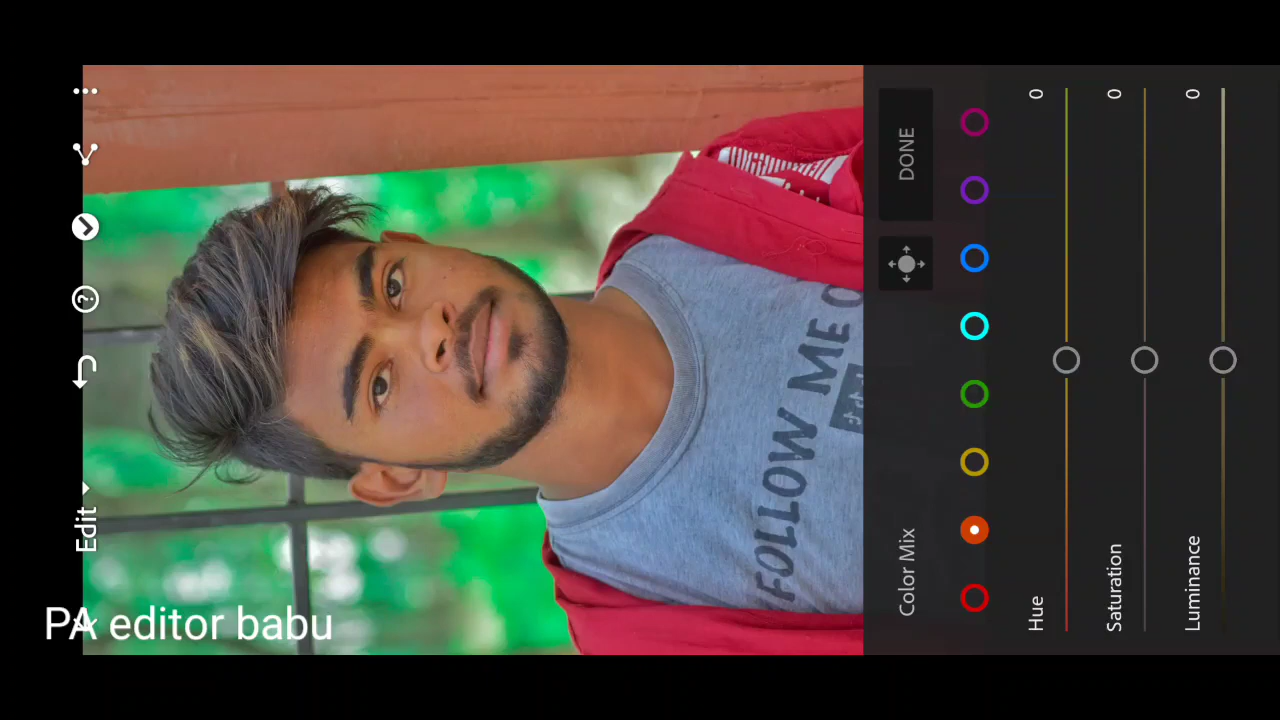 Edit
PA editor babu
FOLLOW ME O
DONE
Color Mix
Hue
0
Saturation
0
Luminance
0